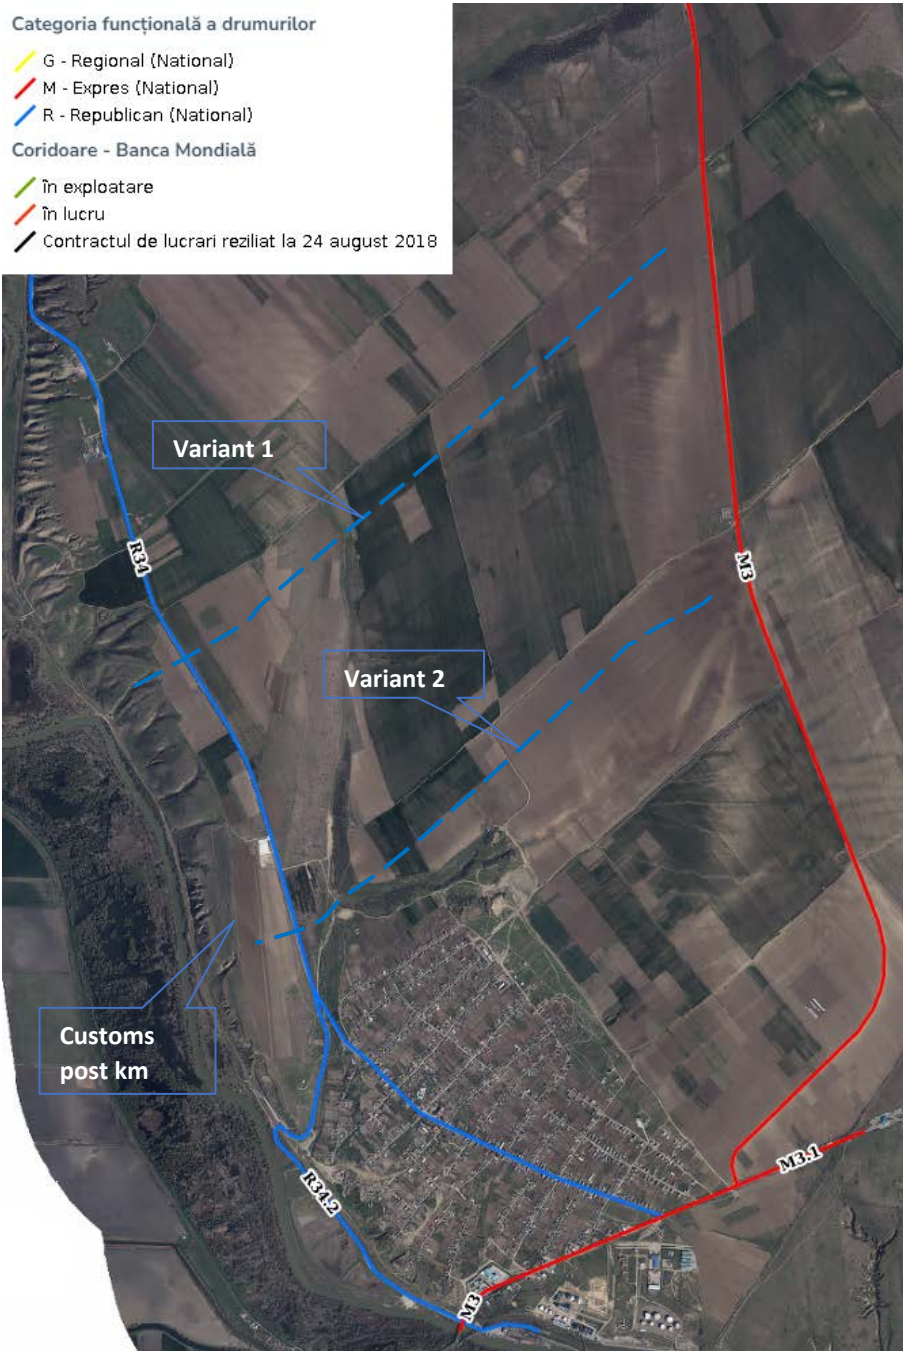 Categoria funcțională a drumurilor
G - Regional (National)
M - Expres (National)
R - Republican (National)
Coridoare - Banca Mondială
în exploatare
în lucru
Contractul de lucrari reziliat la 24 august 2018
Variant 1
R34
M3
Variant 2
Customs
post km
M3.1
R34.2
M3